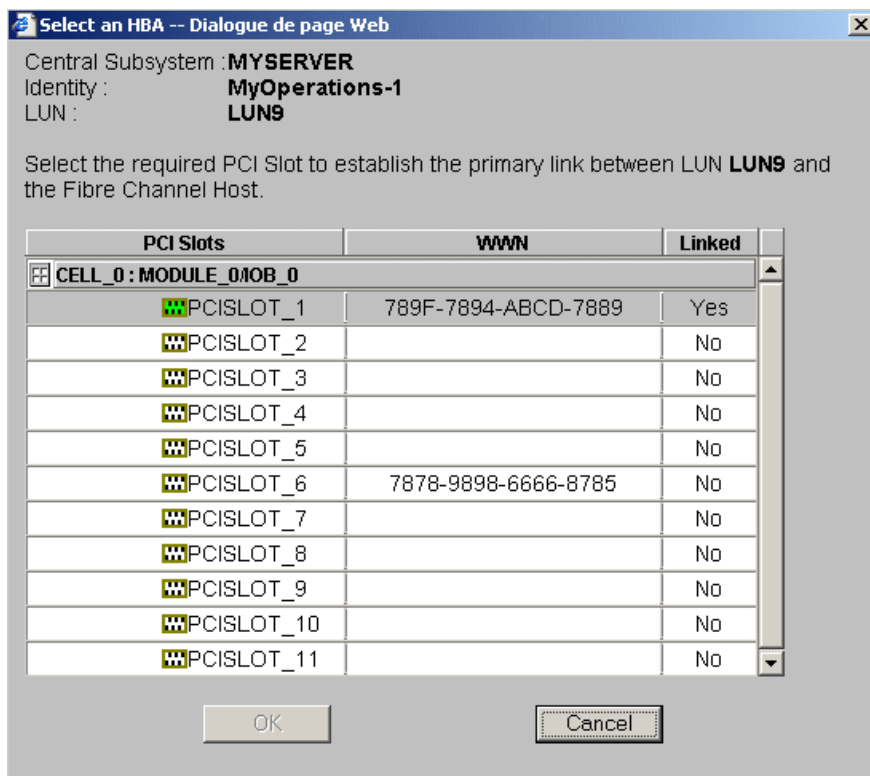 Select an HBA -- Dialogue de page Web
Central Subsystem : MYSERVER
Identity : MyOperations-1
LUN : LUN9
Select the required PCI Slot to establish the primary link between LUN LUN9 and
the Fibre Channel Host.
PCI Slots WWN Linked
CELL_0 : MODULE_0/IOB_0
PCISLOT_1 789F-7894-ABCD-7889 Yes
PCISLOT_2 No
PCISLOT_3 No
PCISLOT_4 No
PCISLOT_5 No
PCISLOT_6 7878-9898-6666-8785 No
PCISLOT_7 No
PCISLOT_8 No
PCISLOT_9 No
PCISLOT_10 No
PCISLOT_11 No
OK Cancel